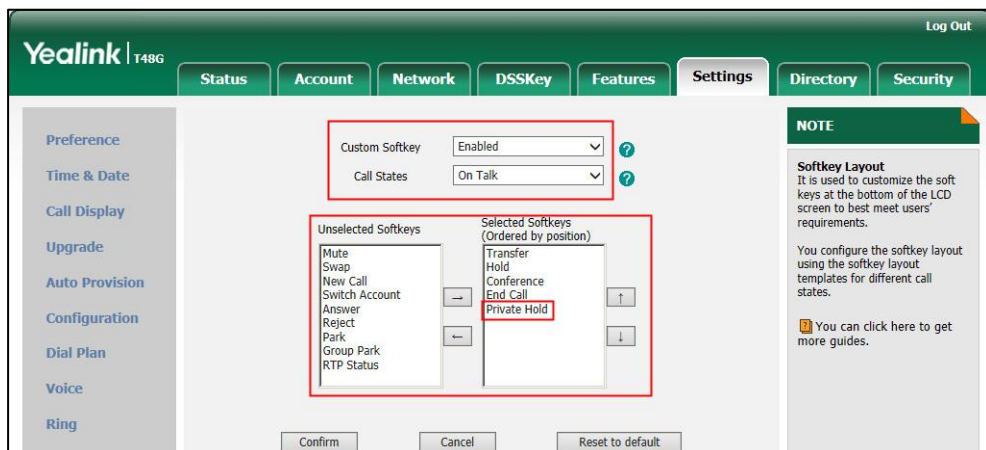 Log Out
Yealink | T48G
Status Account Network DSSKey Features Settings Directory Security
Preference
Time & Date
Call Display
Upgrade
Auto Provision
Configuration
Dial Plan
Voice
Ring
Custom Softkey Enabled ?
Call States On Talk ?
Unselected Softkeys
Mute
Swap
New Call
Switch Account
Answer
Reject
Park
Group Park
RTP Status
→
←
Selected Softkeys
(Ordered by position)
Transfer
Hold
Conference
End Call
Private Hold
↑
↓
Confirm Cancel Reset to default
NOTE
Softkey Layout
It is used to customize the soft
keys at the bottom of the LCD
screen to best meet users'
requirements.
You configure the softkey layout
using the softkey layout
templates for different call
states.
? You can click here to get
more guides.